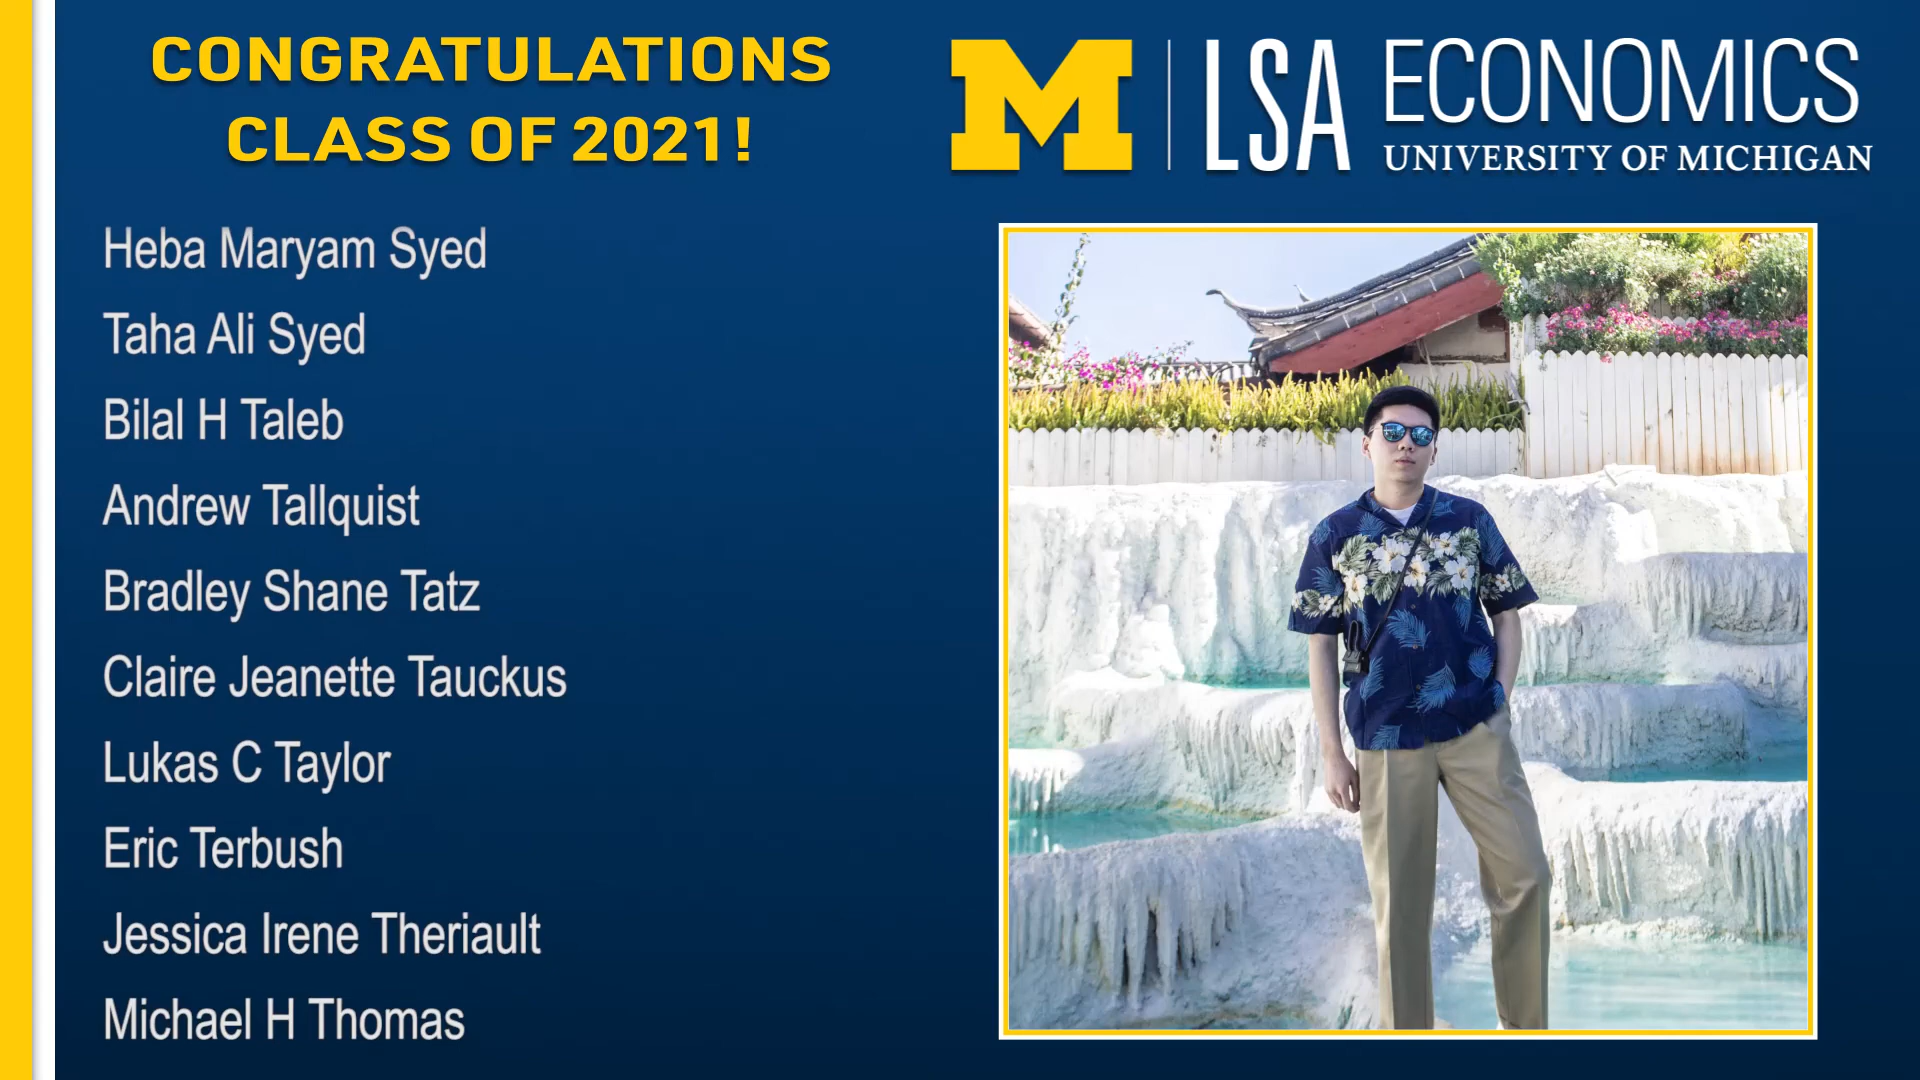 CONGRATULATIONS
CLASS OF 2021!
M LSA ECONOMICS
UNIVERSITY OF MICHIGAN
Heba Maryam Syed
Taha Ali Syed
Bilal H Taleb
Andrew Tallquist
Bradley Shane Tatz
Claire Jeanette Tauckus
Lukas C Taylor
Eric Terbush
Jessica Irene Theriault
Michael H Thomas